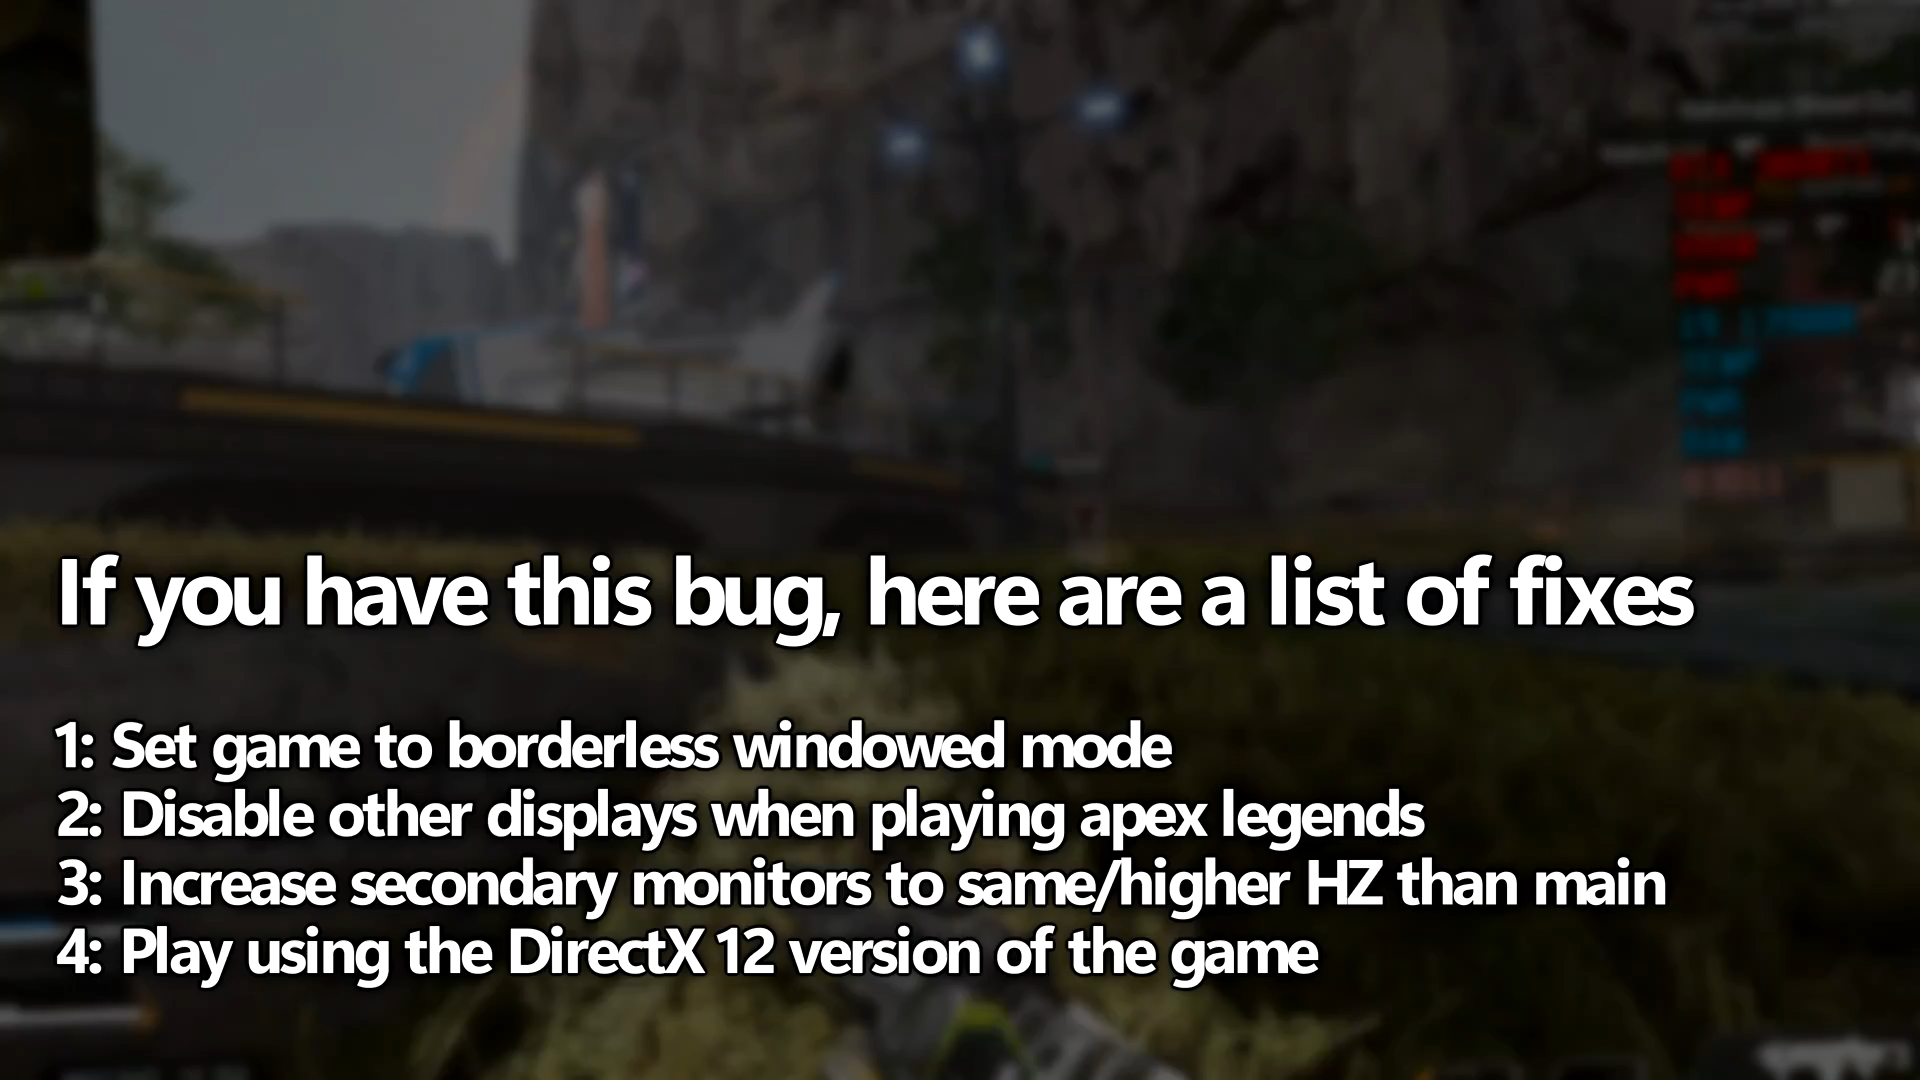 If you have this bug, here are a list of fixes
1: Set game to borderless windowed mode
2: Disable other displays when playing apex legends
3: Increase secondary monitors to same/higher HZ than main
4: Play using the DirectX 12 version of the game